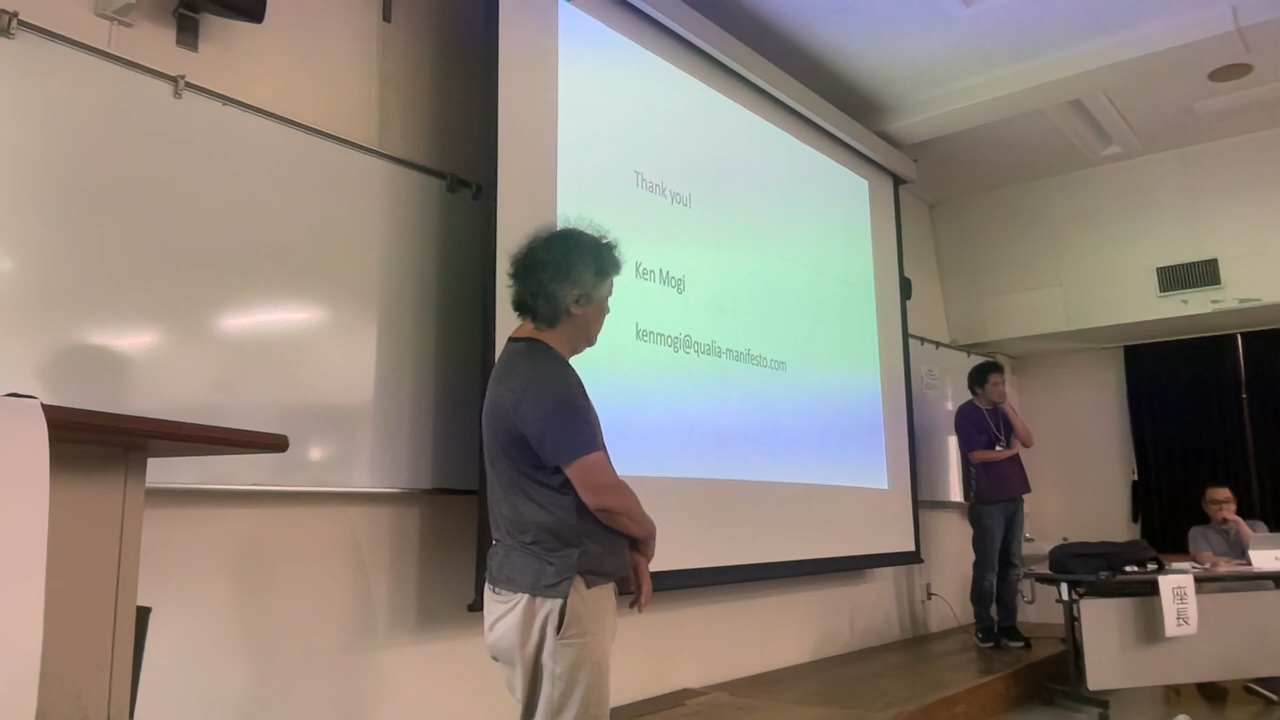 Thank you!
Ken Mogi
kenmogi@qualia-manifesto.com
座長